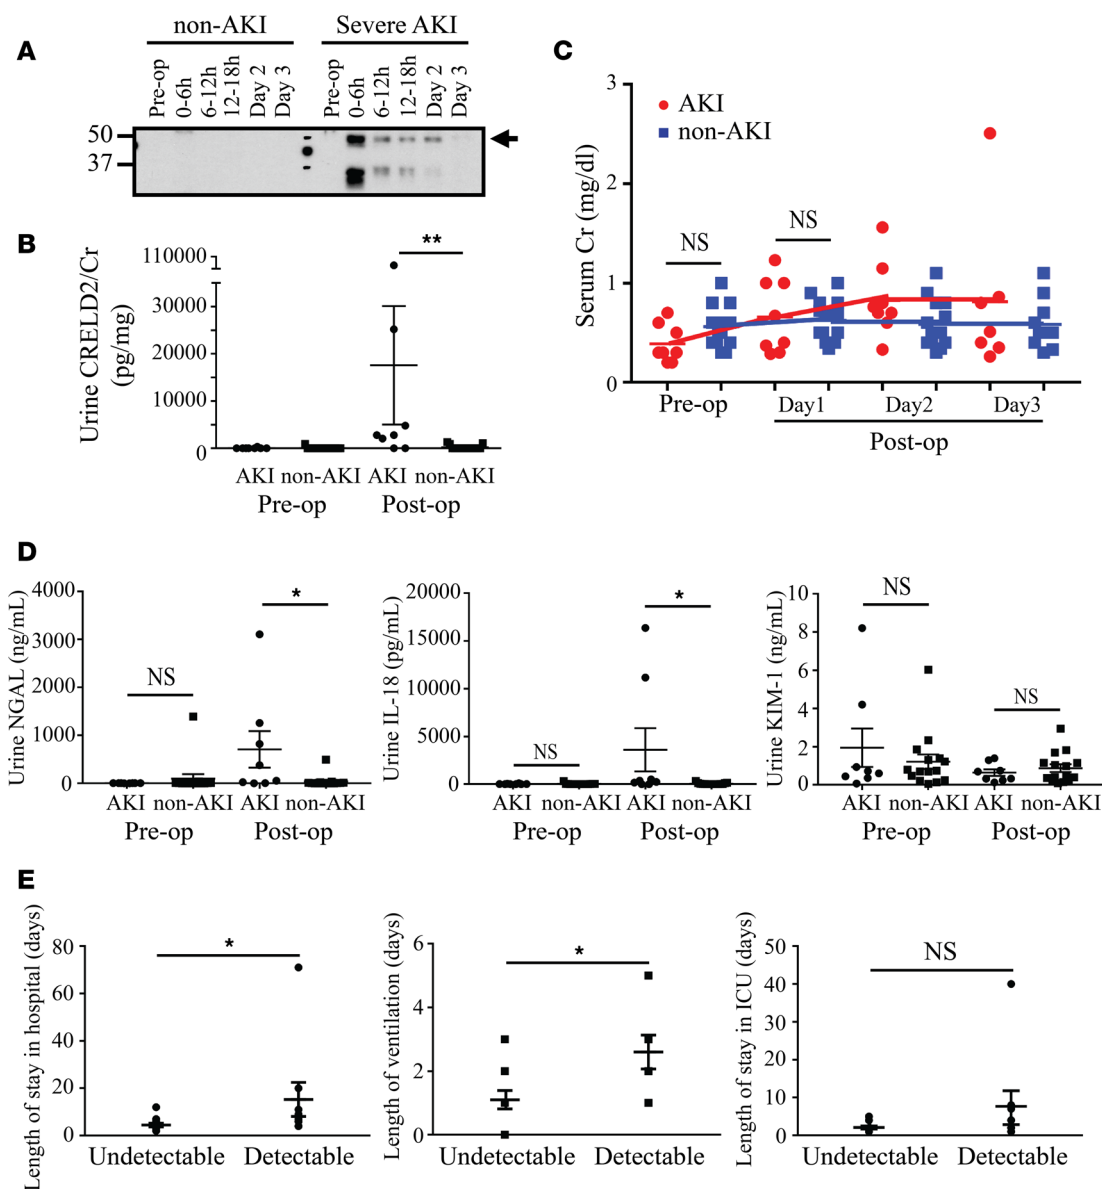 A
non-AKI
Severe AKI
Pre-op
0-6h
6-12h
12-18h
Day 2
Day 3
Pre-op
0-6h
6-12h
12-18h
Day 2
Day 3
50
37
B
Urine CRELD2/Cr
(pg/mg)
110000
30000
20000
10000
0
**
AKI non-AKI AKI non-AKI
Pre-op Post-op
C
Serum Cr (mg/dl)
3
2
1
0
AKI
non-AKI
NS
NS
Pre-op Day1 Day2 Day3
Post-op
D
Urine NGAL (ng/mL)
4000
3000
2000
1000
0
NS
*
AKI non-AKI AKI non-AKI
Pre-op Post-op
Urine IL-18 (pg/mL)
20000
15000
10000
5000
0
NS
*
AKI non-AKI AKI non-AKI
Pre-op Post-op
Urine KIM-1 (ng/mL)
10
8
6
4
2
0
NS
NS
AKI non-AKI AKI non-AKI
Pre-op Post-op
E
Length of stay in hospital (days)
80
60
40
20
0
*
Undetectable Detectable
Length of ventilation (days)
6
4
2
0
*
Undetectable Detectable
Length of stay in ICU (days)
50
40
30
20
10
0
NS
Undetectable Detectable